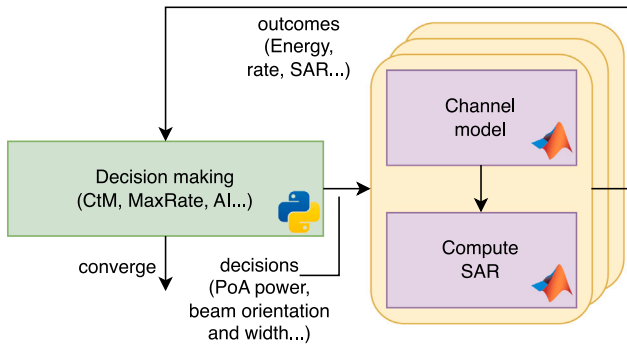 outcomes
(Energy,
rate, SAR...)
Channel
model
Decision making
(CtM, MaxRate, AI...)
converge
decisions
(PoA power,
beam orientation
and width...)
Compute
SAR